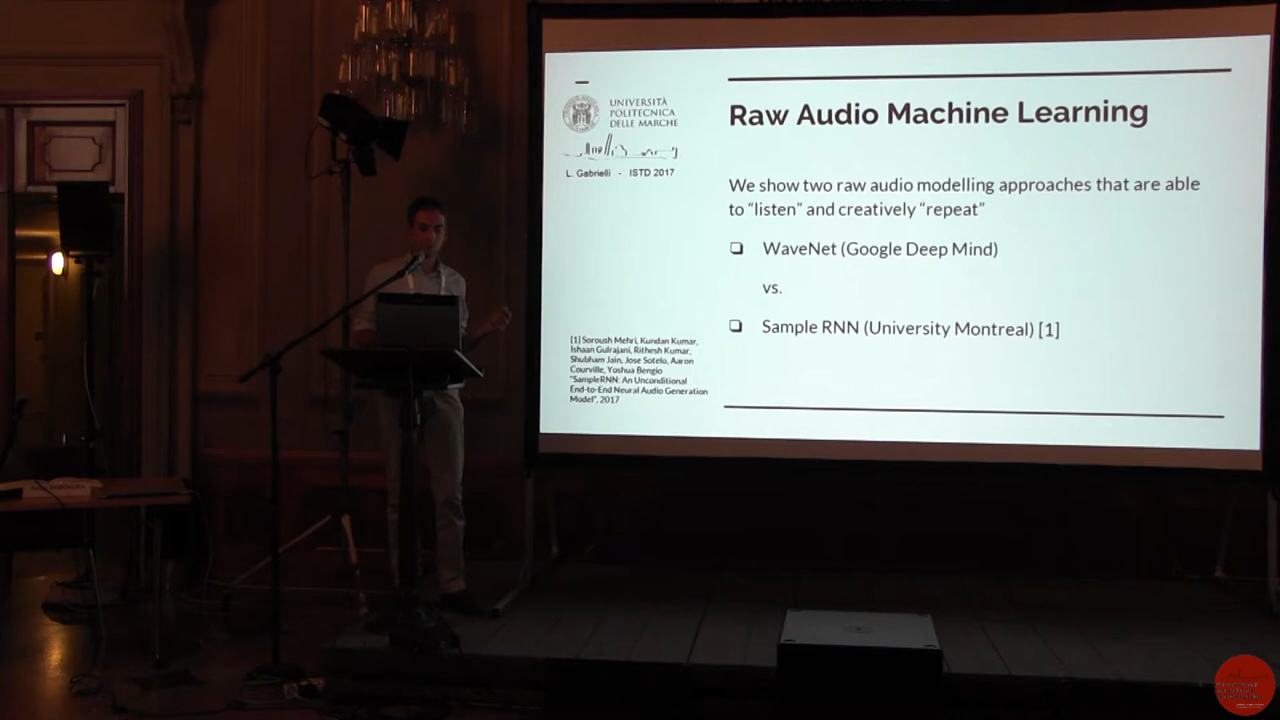 UNIVERSITÀ
POLITECNICA
DELLE MARCHE
L. Gabrielli - ISTD 2017
[1] Soroush Mehri, Kundan Kumar,
Ishaan Gulrajani, Rithesh Kumar,
Shubham Jain, Jose Sotelo, Aaron
Courville, Yoshua Bengio
"SampleRNN: An Unconditional
End-to-End Neural Audio Generation
Model", 2017
Raw Audio Machine Learning
We show two raw audio modelling approaches that are able
to “listen” and creatively “repeat”
WaveNet (Google Deep Mind)
vs.
Sample RNN (University Montreal) [1]